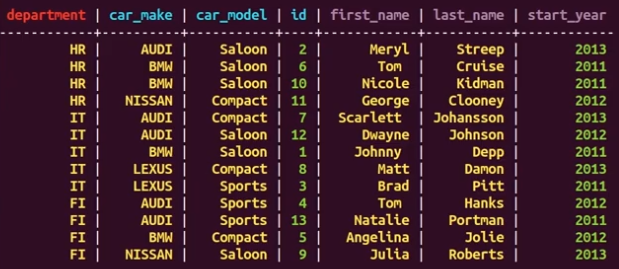 department | car_make | car_model | id | first_name | last_name | start_year
-----------+----------+-----------+----+------------+-----------+-----------
HR | AUDI | Saloon | 2 | Meryl | Streep | 2013
HR | BMW | Saloon | 6 | Tom | Cruise | 2011
HR | BMW | Saloon | 10 | Nicole | Kidman | 2011
HR | NISSAN | Compact | 11 | George | Clooney | 2012
IT | AUDI | Compact | 7 | Scarlett | Johansson | 2013
IT | AUDI | Saloon | 12 | Dwayne | Johnson | 2012
IT | BMW | Saloon | 1 | Johnny | Depp | 2011
IT | LEXUS | Compact | 8 | Matt | Damon | 2013
IT | LEXUS | Sports | 3 | Brad | Pitt | 2011
FI | AUDI | Sports | 4 | Tom | Hanks | 2012
FI | AUDI | Sports | 13 | Natalie | Portman | 2011
FI | BMW | Compact | 5 | Angelina | Jolie | 2012
FI | NISSAN | Saloon | 9 | Julia | Roberts | 2013